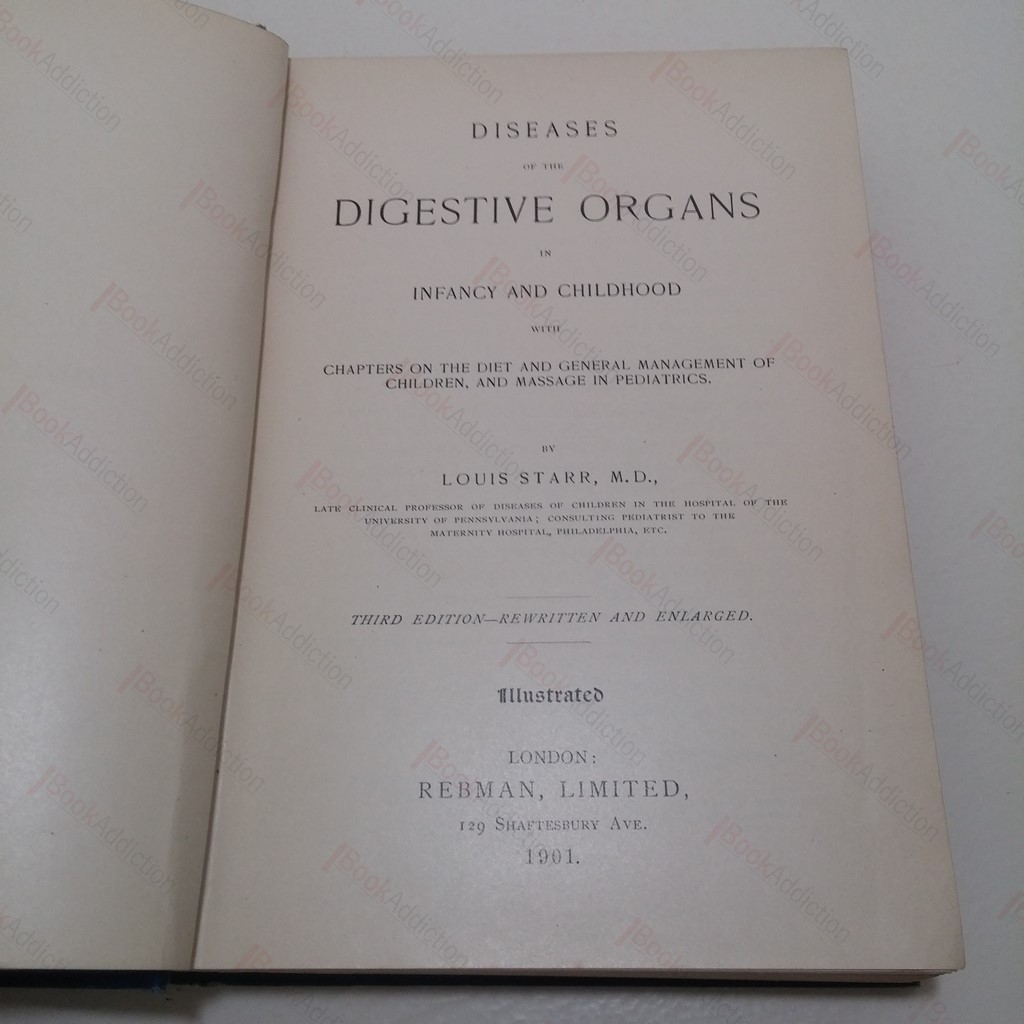 DISEASES
OF THE
DIGESTIVE ORGANS
IN
INFANCY AND CHILDHOOD
WITH
CHAPTERS ON THE DIET AND GENERAL MANAGEMENT OF
CHILDREN, AND MASSAGE IN PEDIATRICS.
BY
LOUIS STARR, M.D.,
LATE CLINICAL PROFESSOR OF DISEASES OF CHILDREN IN THE HOSPITAL OF THE
UNIVERSITY OF PENNSYLVANIA; CONSULTING PEDIATRIST TO THE
MATERNITY HOSPITAL, PHILADELPHIA, ETC.
THIRD EDITION—REWRITTEN AND ENLARGED.
Illustrated
LONDON:
REBMAN, LIMITED,
129 SHAFTESBURY AVE.
1901.
BookAddiction